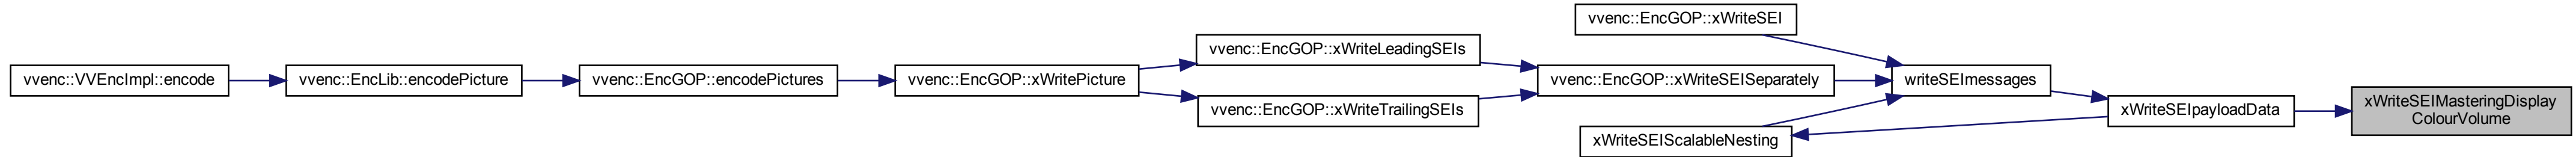 vvenc::VVEncImpl::encode
vvenc::EncLib::encodePicture
vvenc::EncGOP::encodePictures
vvenc::EncGOP::xWritePicture
vvenc::EncGOP::xWriteLeadingSEIs
vvenc::EncGOP::xWriteTrailingSEIs
vvenc::EncGOP::xWriteSEI
vvenc::EncGOP::xWriteSEISeparately
xWriteSEIScalableNesting
writeSEImessages
xWriteSEIpayloadData
xWriteSEIMasteringDisplay
ColourVolume